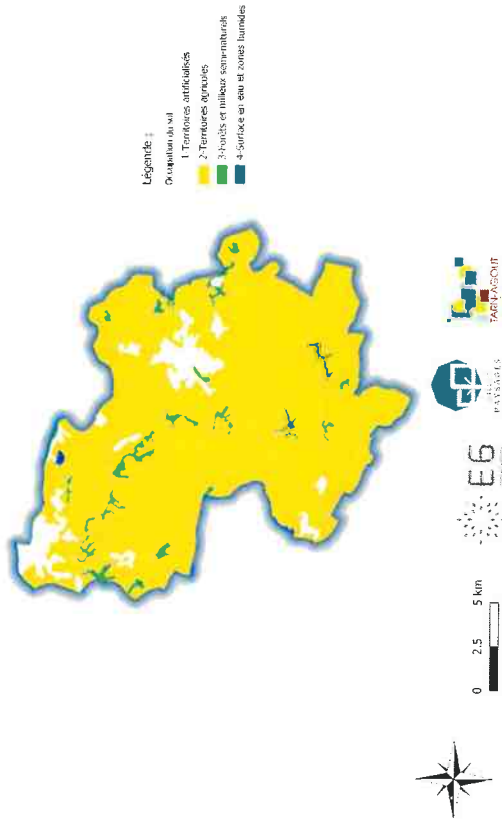 Légende :
Occupation du sol
1-Territoires artificialisés
2-Territoires agricoles
3-Forêts et milieux semi-naturels
4-Surface en eau et zones humides
0 2.5 5 km
E6
PAYSAGES
TARN-AGOUT